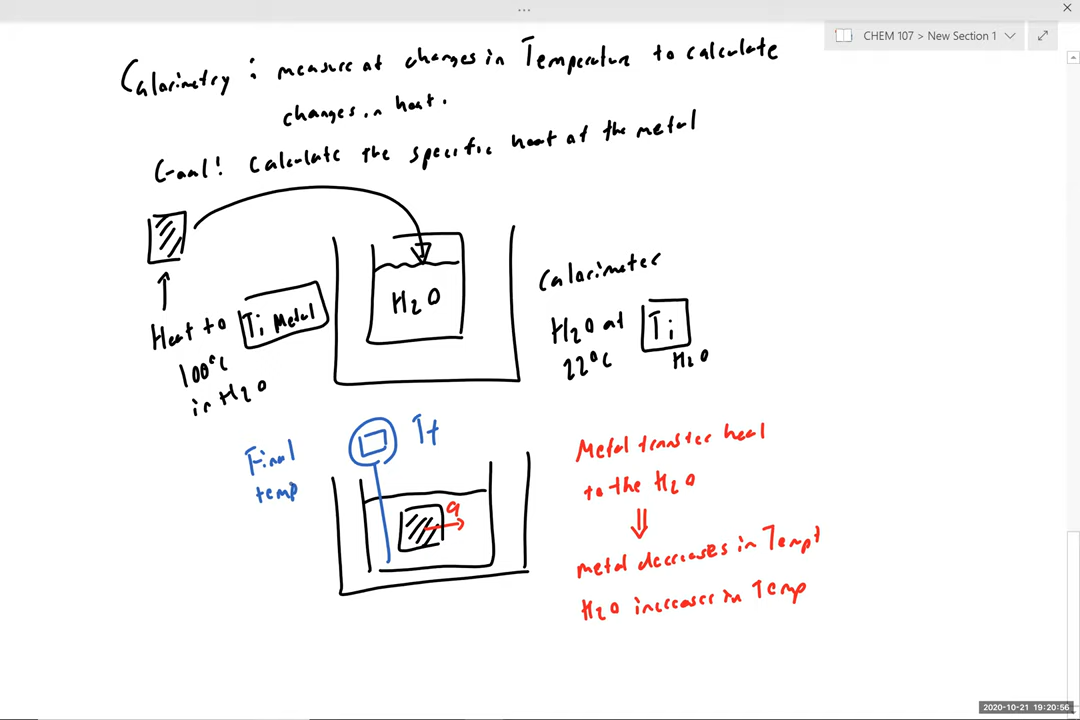 CHEM 107 > New Section 1
Calorimetry : measure at changes in Temperature to calculate
changes in heat.
Goal! Calculate the specific heat of the metal
H2O
Heat to
100°C
in H2O
Ti Metal
Calorimeter
H2O at
22°C
Ti
H2O
Final
temp
Tf
q
Metal transfer heat
to the H2O
⇓
metal decreases in Tempt
H2O increases in Temp
2020-10-21 19:20:56